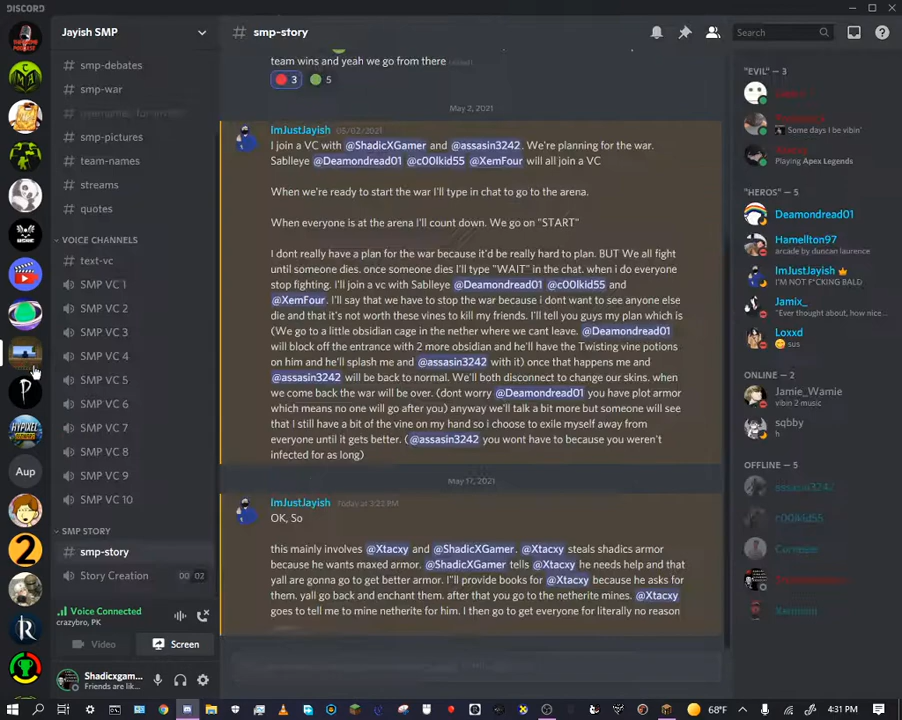 DISCORD
Jayish SMP
smp-debates
smp-war
smp-pictures
team-names
streams
quotes
VOICE CHANNELS
text-vc
SMP VC 1
SMP VC 2
SMP VC 3
SMP VC 4
SMP VC 5
SMP VC 6
SMP VC 7
SMP VC 8
SMP VC 9
SMP VC 10
SMP STORY
smp-story
Story Creation 00 02
Voice Connected
crazybro, PK
Video
Screen
Shadicxgam...
Friends are lik...
Aup
# smp-story
Search
team wins and yeah we go from there (edited)
3
5
May 2, 2021
ImJustJayish 05/02/2021
I join a VC with @ShadicXGamer and @assasin3242. We're planning for the war.
Sablleye @Deamondread01 @c00lkid55 @XemFour will all join a VC
When we're ready to start the war I'll type in chat to go to the arena.
When everyone is at the arena I'll count down. We go on "START"
I dont really have a plan for the war because it'd be really hard to plan. BUT We all fight
until someone dies. once someone dies I'll type "WAIT" in the chat. when i do everyone
stop fighting. I'll join a vc with Sablleye @Deamondread01 @c00lkid55 and
@XemFour. I'll say that we have to stop the war because i dont want to see anyone else
die and that it's not worth these vines to kill my friends. I'll tell you guys my plan which is
(We go to a little obsidian cage in the nether where we cant leave. @Deamondread01
will block off the entrance with 2 more obsidian and he'll have the Twisting vine potions
on him and he'll splash me and @assasin3242 with it) once that happens me and
@assasin3242 will be back to normal. We'll both disconnect to change our skins. when
we come back the war will be over. (dont worry @Deamondread01 you have plot armor
which means no one will go after you) anyway we'll talk a bit more but someone will see
that I still have a bit of the vine on my hand so i choose to exile myself away from
everyone until it gets better. (@assasin3242 you wont have to because you weren't
infected for as long)
May 17, 2021
ImJustJayish Today at 3:22 PM
OK, So
this mainly involves @Xtacxy and @ShadicXGamer. @Xtacxy steals shadics armor
because he wants maxed armor. @ShadicXGamer tells @Xtacxy he needs help and that
yall are gonna go to get better armor. I"ll provide books for @Xtacxy because he asks for
them. yall go back and enchant them. after that you go to the netherite mines. @Xtacxy
goes to tell me to mine netherite for him. I then go to get everyone for literally no reason
"EVIL" — 3
Some days I be vibin'
Playing Apex Legends
"HEROS" — 5
Deamondread01
Hamellton97
arcade by duncan laurence
ImJustJayish
I'M NOT F*CKING BALD
Jamix_
"Ever thought about, how nice...
Loxxd
sus
ONLINE — 2
Jamie_Wamie
vibin 2 music
sqbby
h
OFFLINE — 5
assasin3242
c00lkid55
68°F
4:31 PM